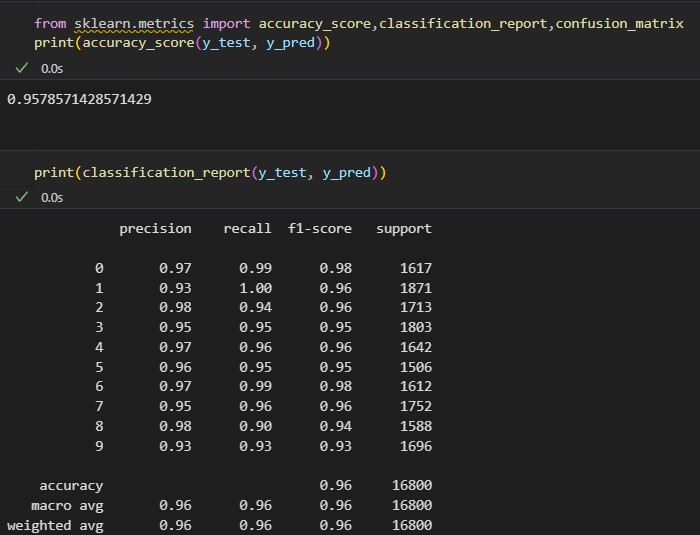 from sklearn.metrics import accuracy_score,classification_report,confusion_matrix
print(accuracy_score(y_test, y_pred))
✓ 0.0s
0.9578571428571429
print(classification_report(y_test, y_pred))
✓ 0.0s
precision recall f1-score support
0 0.97 0.99 0.98 1617
1 0.93 1.00 0.96 1871
2 0.98 0.94 0.96 1713
3 0.95 0.95 0.95 1803
4 0.97 0.96 0.96 1642
5 0.96 0.95 0.95 1506
6 0.97 0.99 0.98 1612
7 0.95 0.96 0.96 1752
8 0.98 0.90 0.94 1588
9 0.93 0.93 0.93 1696
accuracy 0.96 16800
macro avg 0.96 0.96 0.96 16800
weighted avg 0.96 0.96 0.96 16800